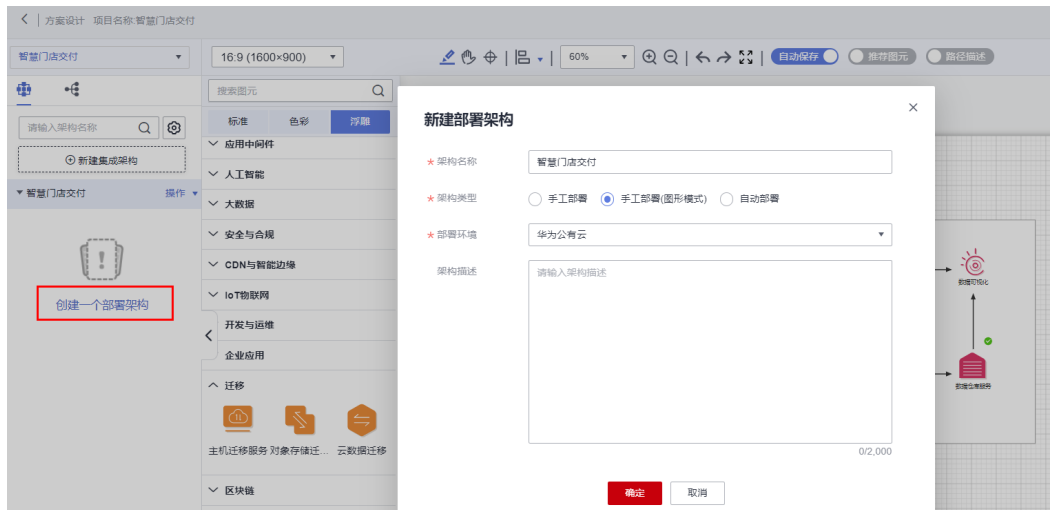 方案设计 项目名称:智慧门店交付
智慧门店交付
16:9 (1600×900)
60%
自动保存
推荐图元
路径描述
请输入架构名称
新建集成架构
智慧门店交付 操作
创建一个部署架构
搜索图元
标准 色彩 浮雕
应用中间件
人工智能
大数据
安全与合规
CDN与智能边缘
IoT物联网
开发与运维
企业应用
迁移
主机迁移服务 对象存储迁... 云数据迁移
区块链
新建部署架构
★ 架构名称 智慧门店交付
★ 架构类型 手工部署 手工部署(图形模式) 自动部署
★ 部署环境 华为公有云
架构描述 请输入架构描述
0/2,000
确定 取消
数据可视化
数据仓库服务